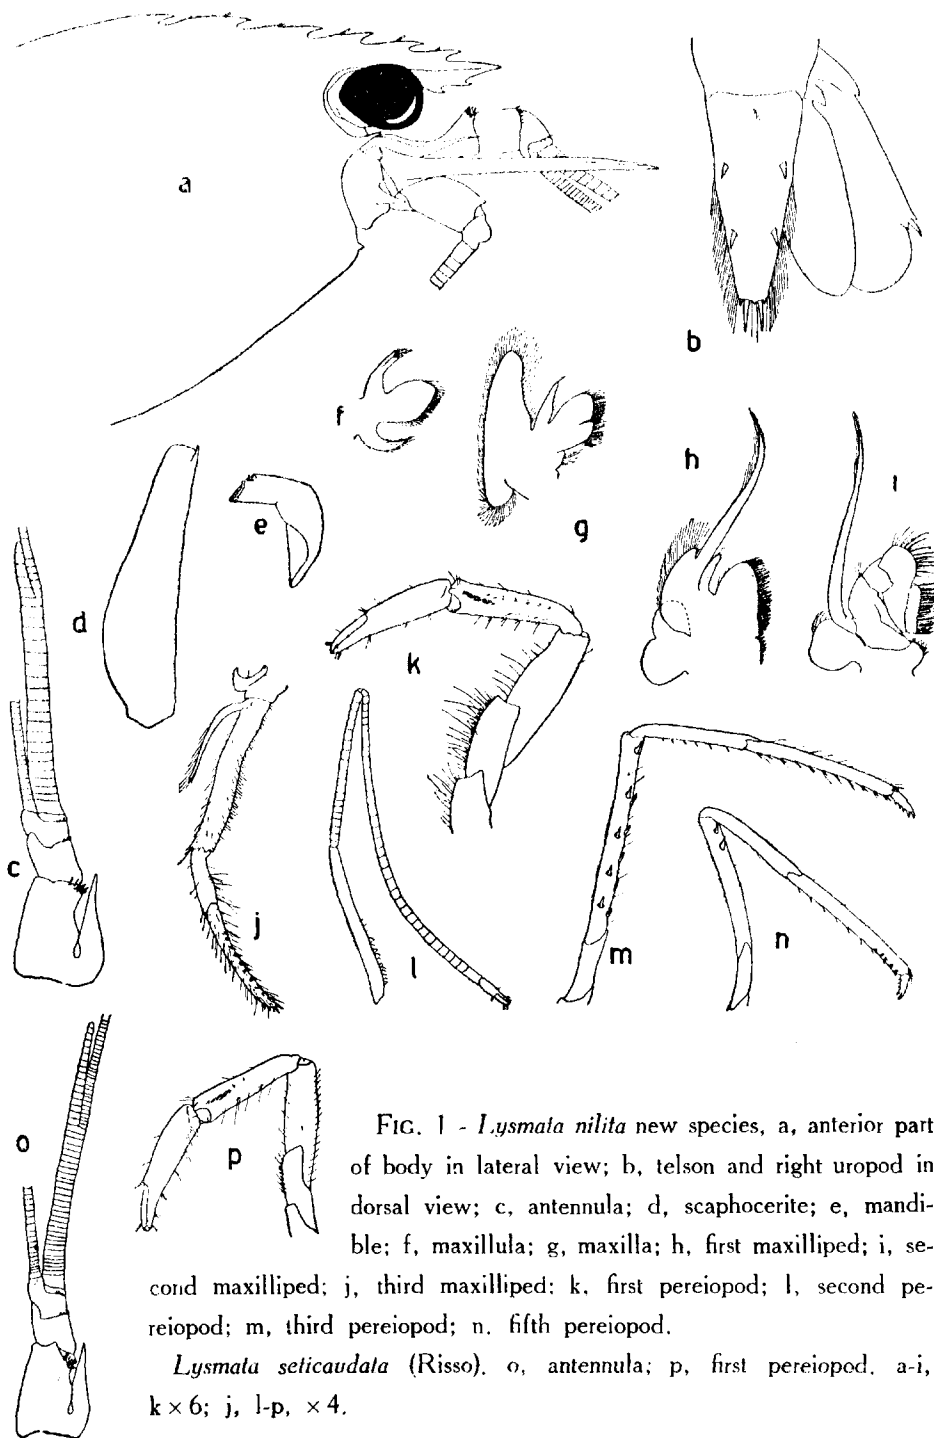 a
b
f
g
h
i
e
d
k
c
j
l
m
n
o
p
FIG. 1 - Lysmata nilita new species, a, anterior part
of body in lateral view; b, telson and right uropod in
dorsal view; c, antennula; d, scaphocerite; e, mandi-
ble; f, maxillula; g, maxilla; h, first maxilliped; i, se-
cond maxilliped; j, third maxilliped; k, first pereiopod; l, second pe-
reiopod; m, third pereiopod; n. fifth pereiopod.
Lysmata seticaudata (Risso). o, antennula; p, first pereiopod. a-i,
k × 6; j, l-p, × 4.